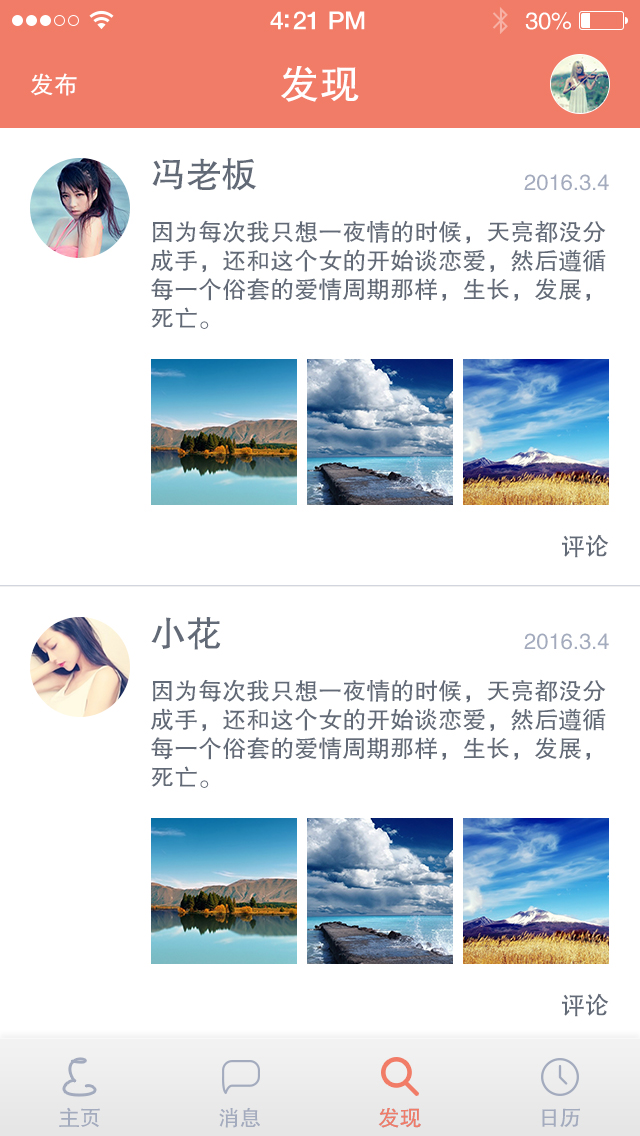 4:21 PM
30%
发布
发现
冯老板
2016.3.4
因为每次我只想一夜情的时候，天亮都没分
成手，还和这个女的开始谈恋爱，然后遵循
每一个俗套的爱情周期那样，生长，发展，
死亡。
评论
小花
2016.3.4
因为每次我只想一夜情的时候，天亮都没分
成手，还和这个女的开始谈恋爱，然后遵循
每一个俗套的爱情周期那样，生长，发展，
死亡。
评论
主页
消息
发现
日历